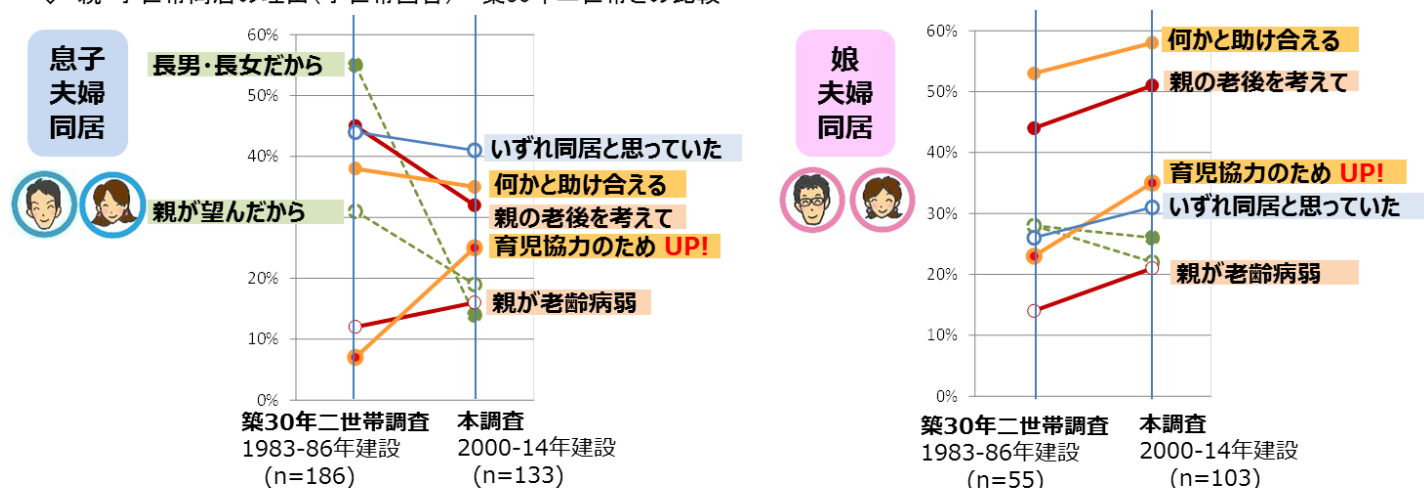 息子
夫婦
同居
60%
50%
40%
20%
10%
0%
長男・長女だから
親が望んだから
いずれ同居と思っていた
何かと助け合える
親の老後を考えて
育児協力のため UP!
親が老齢病弱
築30年二世帯調査
1983-86年建設
(n=186)
本調査
2000-14年建設
(n=133)
娘
夫婦
同居
60%
50%
40%
30%
20%
10%
0%
何かと助け合える
親の老後を考えて
育児協力のため UP!
いずれ同居と思っていた
親が老齢病弱
築30年二世帯調査
1983-86年建設
(n=55)
本調査
2000-14年建設
(n=103)